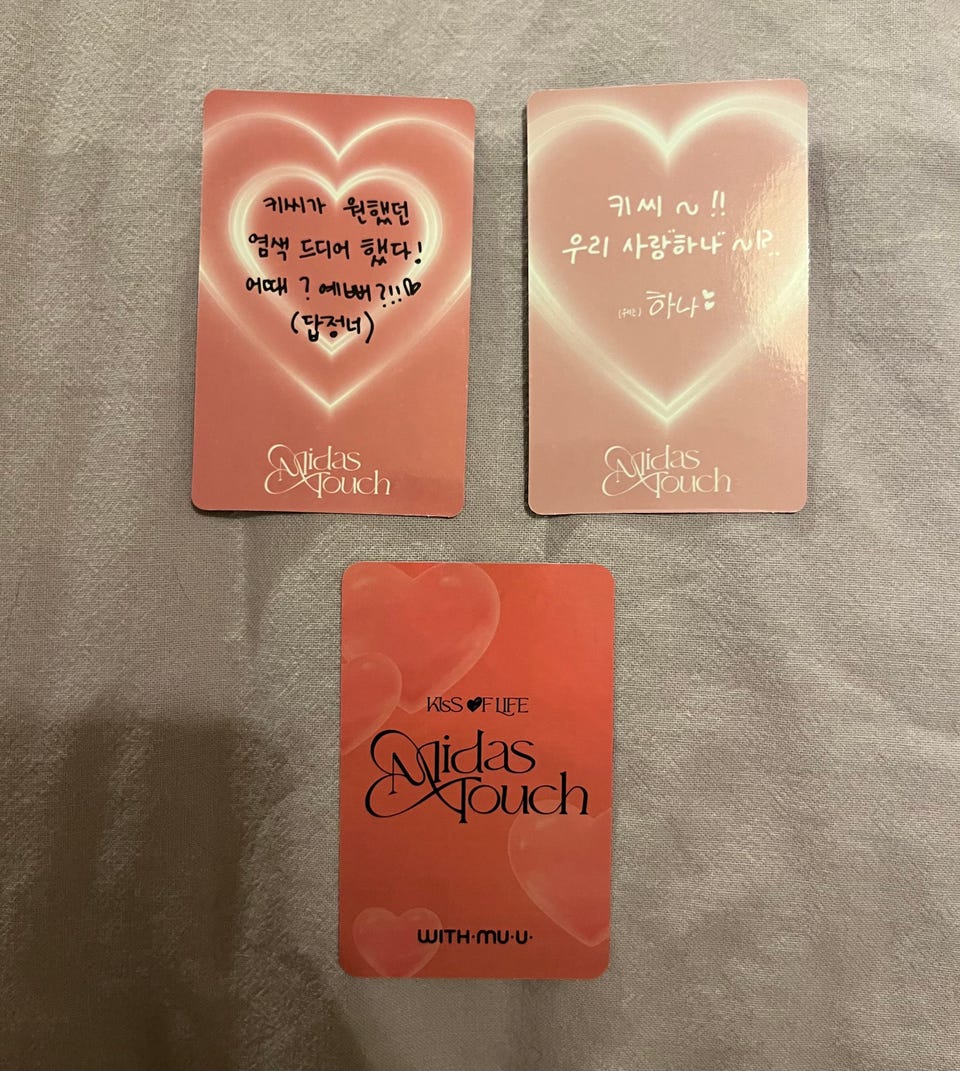 키씨가 원했던
염색 드디어 했다!
어때? 예뻐?!!♡
(답정너)
Midas
Touch
키씨 ~!!
우리 사랑"하나"~!?..
하나
Midas
Touch
KISS OF LIFE
Midas
Touch
WITH·MU·U·